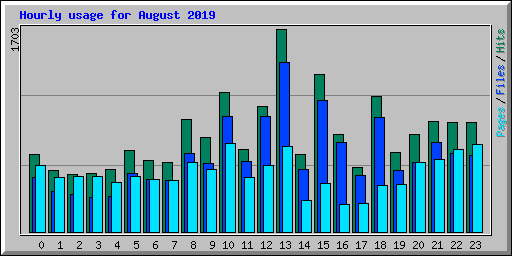 Hourly usage for August 2019
1703
Pages/Files/Hits
0 1 2 3 4 5 6 7 8 9 10 11 12 13 14 15 16 17 18 19 20 21 22 23